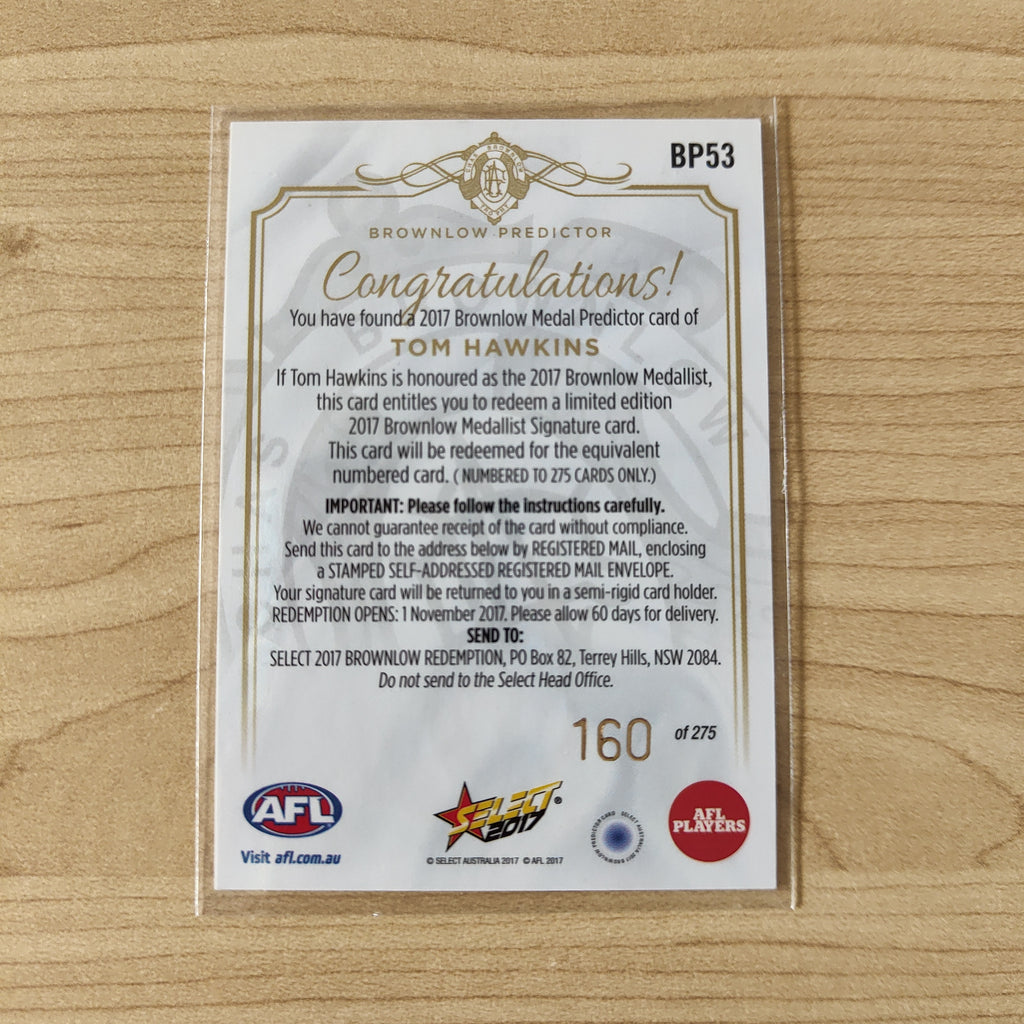 BP53
BROWNLOW PREDICTOR
Congratulations!
You have found a 2017 Brownlow Medal Predictor card of
TOM HAWKINS
If Tom Hawkins is honoured as the 2017 Brownlow Medallist,
this card entitles you to redeem a limited edition
2017 Brownlow Medallist Signature card.
This card will be redeemed for the equivalent
numbered card. ( NUMBERED TO 275 CARDS ONLY.)
IMPORTANT: Please follow the instructions carefully.
We cannot guarantee receipt of the card without compliance.
Send this card to the address below by REGISTERED MAIL, enclosing
a STAMPED SELF-ADDRESSED REGISTERED MAIL ENVELOPE.
Your signature card will be returned to you in a semi-rigid card holder.
REDEMPTION OPENS: 1 November 2017. Please allow 60 days for delivery.
SEND TO:
SELECT 2017 BROWNLOW REDEMPTION, PO Box 82, Terrey Hills, NSW 2084.
Do not send to the Select Head Office.
160 of 275
AFL
Visit afl.com.au
SELECT®
2017
© SELECT AUSTRALIA 2017 © AFL 2017
AFL
PLAYERS